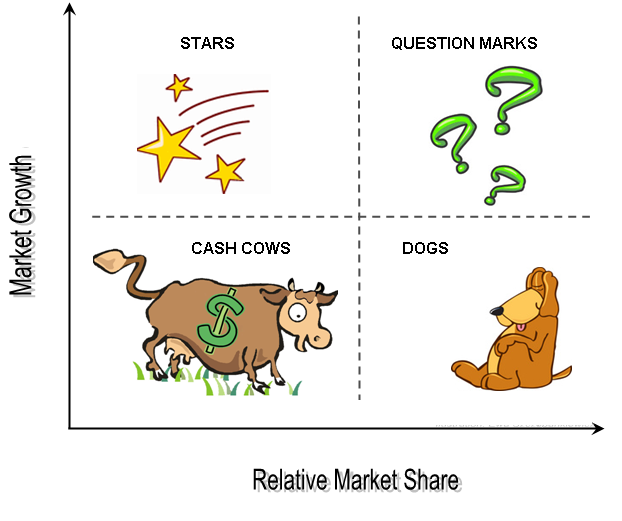 STARS
QUESTION MARKS
Market Growth
CASH COWS
DOGS
$
Relative Market Share